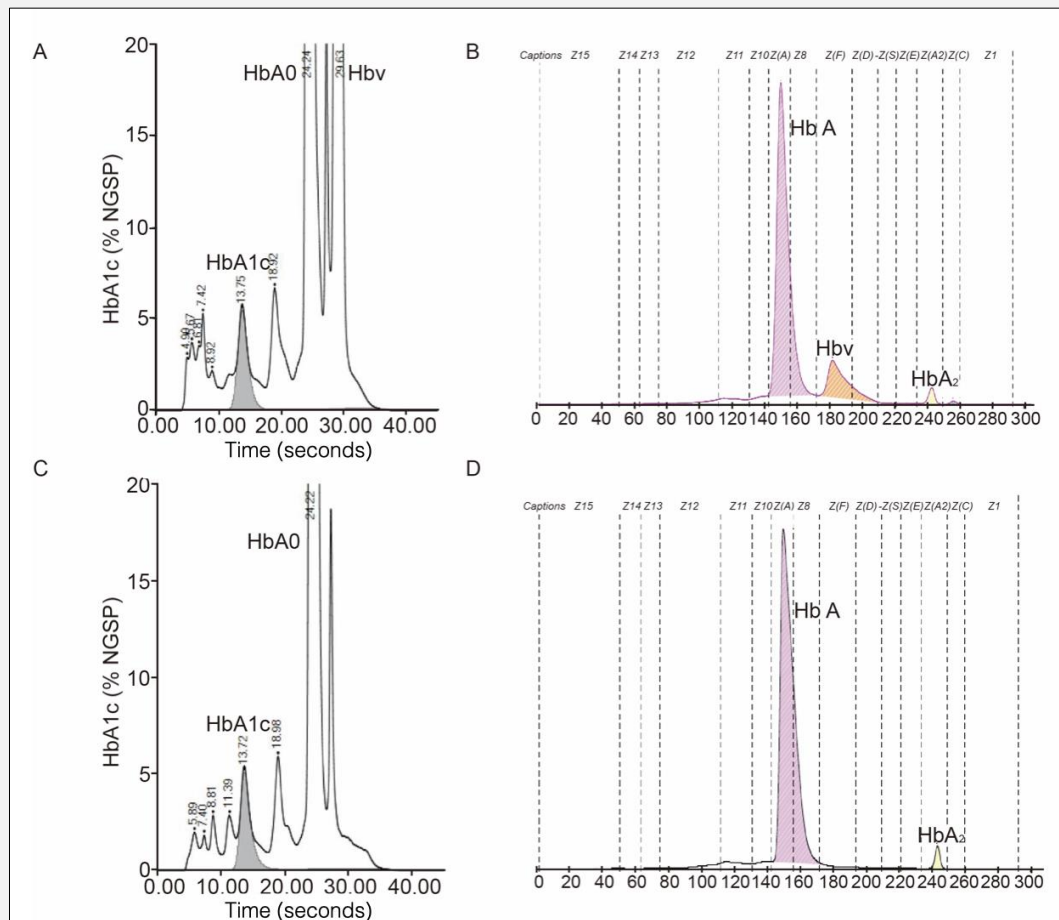 A
20
15
10
5
0
HbA1c (% NGSP)
HbA0
24.24
29.63
Hbv
HbA1c
13.75
18.92
4.90
5.67
6.81
7.42
8.92
0.00 10.00 20.00 30.00 40.00
Time (seconds)
B
Captions Z15 Z14 Z13 Z12 Z11 Z10 Z(A) Z8 Z(F) Z(D) -Z(S) Z(E) Z(A2) Z(C) Z1
Hb A
Hbv
HbA2
0 20 40 60 80 100 120 140 160 180 200 220 240 260 280 300
C
20
15
10
5
0
HbA1c (% NGSP)
HbA0
24.22
HbA1c
13.72
18.98
5.89
7.40
8.81
11.39
0.00 10.00 20.00 30.00 40.00
Time (seconds)
D
Captions Z15 Z14 Z13 Z12 Z11 Z10 Z(A) Z8 Z(F) Z(D) -Z(S) Z(E) Z(A2) Z(C) Z1
Hb A
HbA2
0 20 40 60 80 100 120 140 160 180 200 220 240 260 280 300